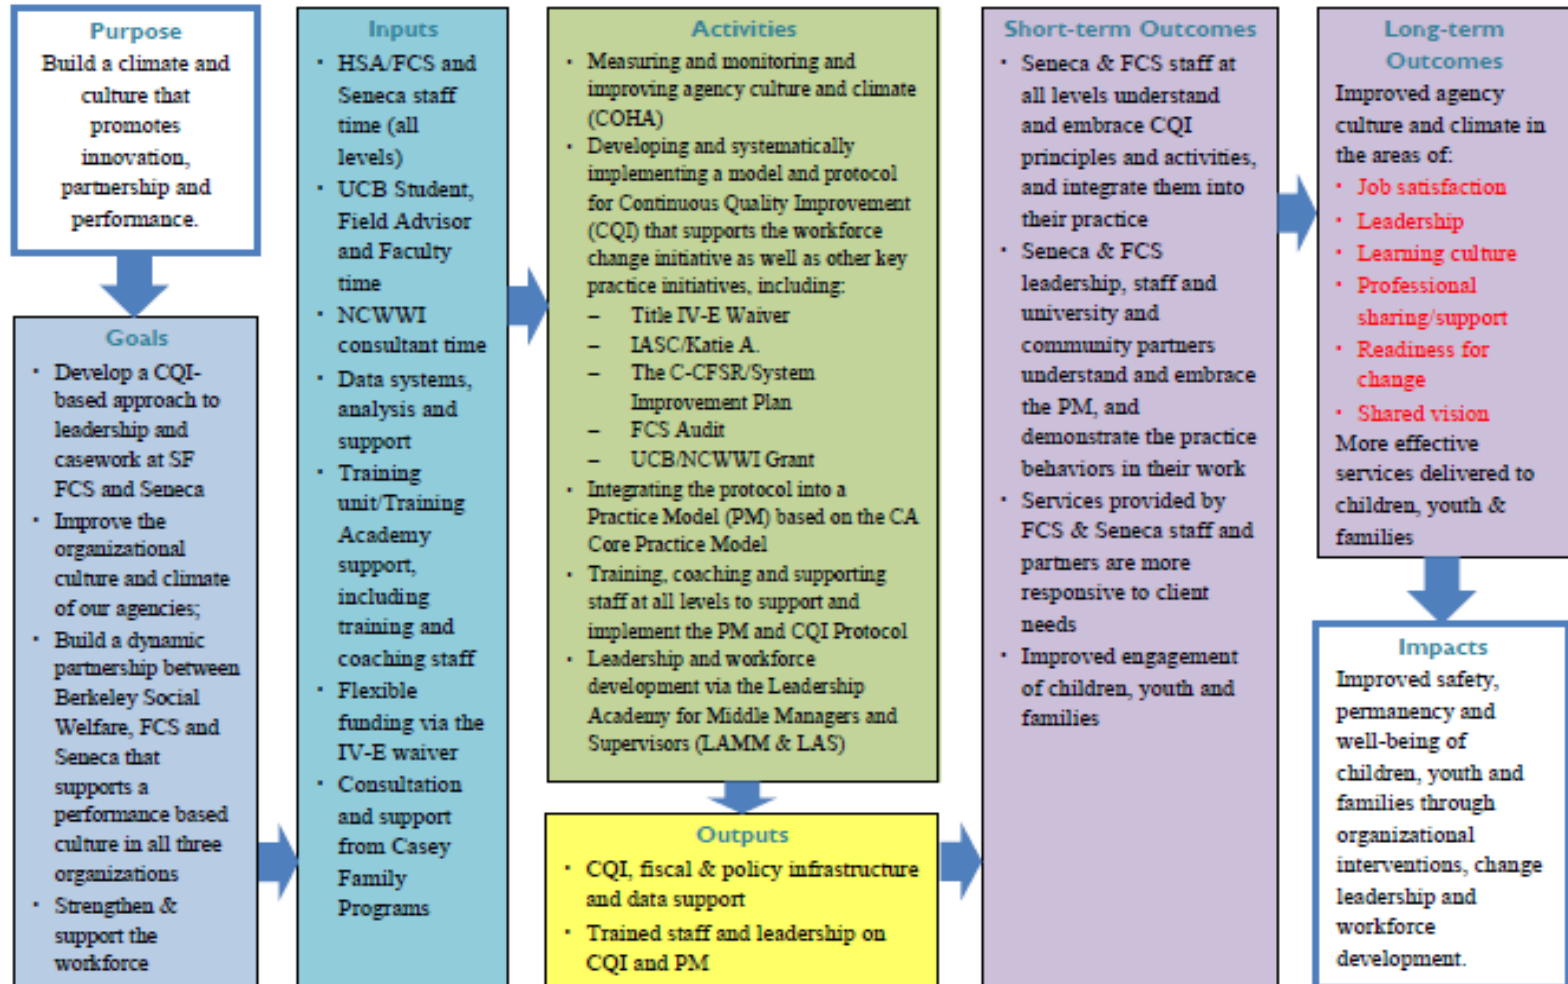 Purpose
Build a climate and
culture that
promotes
innovation,
partnership and
performance.
Goals
· Develop a CQI-
based approach to
leadership and
casework at SF
FCS and Seneca
· Improve the
organizational
culture and climate
of our agencies;
· Build a dynamic
partnership between
Berkeley Social
Welfare, FCS and
Seneca that
supports a
performance based
culture in all three
organizations
· Strengthen &
support the
workforce
Inputs
· HSA/FCS and
Seneca staff
time (all
levels)
· UCB Student,
Field Advisor
and Faculty
time
· NCWWI
consultant time
· Data systems,
analysis and
support
· Training
unit/Training
Academy
support,
including
training and
coaching staff
· Flexible
funding via the
IV-E waiver
· Consultation
and support
from Casey
Family
Programs
Activities
· Measuring and monitoring and
improving agency culture and climate
(COHA)
· Developing and systematically
implementing a model and protocol
for Continuous Quality Improvement
(CQI) that supports the workforce
change initiative as well as other key
practice initiatives, including:
– Title IV-E Waiver
– IASC/Katie A.
– The C-CFSR/System
Improvement Plan
– FCS Audit
– UCB/NCWWI Grant
· Integrating the protocol into a
Practice Model (PM) based on the CA
Core Practice Model
· Training, coaching and supporting
staff at all levels to support and
implement the PM and CQI Protocol
· Leadership and workforce
development via the Leadership
Academy for Middle Managers and
Supervisors (LAMM & LAS)
Outputs
· CQI, fiscal & policy infrastructure
and data support
· Trained staff and leadership on
CQI and PM
Short-term Outcomes
· Seneca & FCS staff at
all levels understand
and embrace CQI
principles and activities,
and integrate them into
their practice
· Seneca & FCS
leadership, staff and
university and
community partners
understand and embrace
the PM, and
demonstrate the practice
behaviors in their work
· Services provided by
FCS & Seneca staff and
partners are more
responsive to client
needs
· Improved engagement
of children, youth and
families
Long-term
Outcomes
Improved agency
culture and climate in
the areas of:
· Job satisfaction
· Leadership
· Learning culture
· Professional
sharing/support
· Readiness for
change
· Shared vision
More effective
services delivered to
children, youth &
families
Impacts
Improved safety,
permanency and
well-being of
children, youth and
families through
organizational
interventions, change
leadership and
workforce
development.